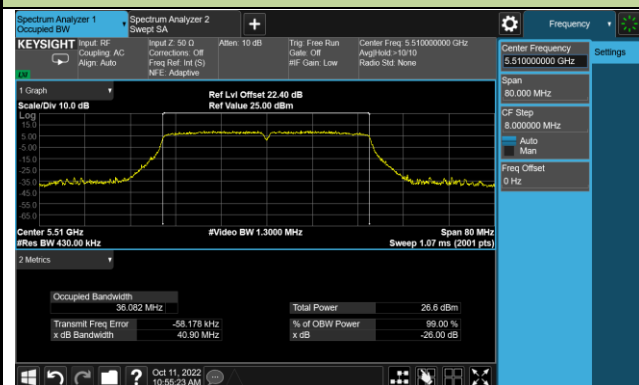 Spectrum Analyzer 1
Occupied BW
Spectrum Analyzer 2
Swept SA
+
Frequency
KEYSIGHT
Input: RF
Coupling: AC
Align: Auto
Input Z: 50 Ω
Corrections: Off
Freq Ref: Int (S)
NFE: Adaptive
Atten: 10 dB
Trig: Free Run
Gate: Off
#IF Gain: Low
Center Freq: 5.510000000 GHz
Avg|Hold:>10/10
Radio Std: None
Center Frequency
5.510000000 GHz
Settings
Span
80.000 MHz
CF Step
8.000000 MHz
Auto
Man
Freq Offset
0 Hz
1 Graph
Scale/Div 10.0 dB
Ref Lvl Offset 22.40 dB
Ref Value 25.00 dBm
Log
15.0
5.00
-5.00
-15.0
-25.0
-35.0
-45.0
-55.0
-65.0
Center 5.51 GHz
#Video BW 1.3000 MHz
Span 80 MHz
#Res BW 430.00 kHz
Sweep 1.07 ms (2001 pts)
2 Metrics
Occupied Bandwidth
36.082 MHz
Total Power 26.6 dBm
Transmit Freq Error -58.178 kHz
% of OBW Power 99.00 %
x dB Bandwidth 40.90 MHz
x dB -26.00 dB
?
Oct 11, 2022
10:55:23 AM